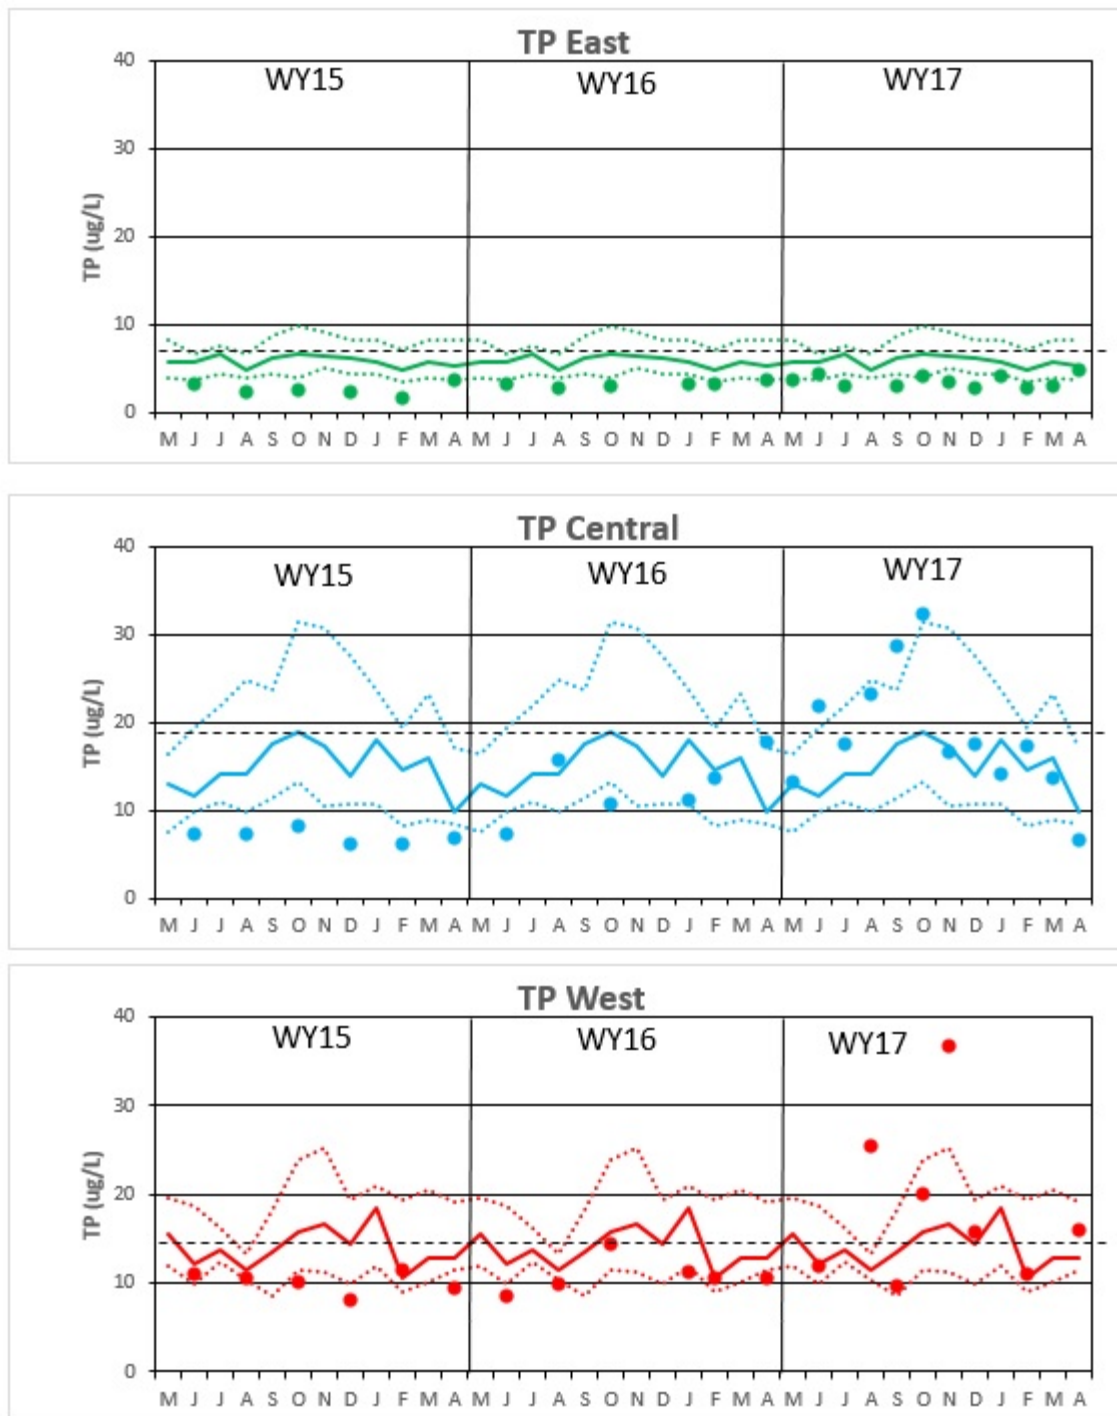 TP East
WY15 WY16 WY17
40
30
20
10
0
TP (ug/L)
M J J A S O N D J F M A M J J A S O N D J F M A M J J A S O N D J F M A
TP Central
WY15 WY16 WY17
40
30
20
10
0
TP (ug/L)
M J J A S O N D J F M A M J J A S O N D J F M A M J J A S O N D J F M A
TP West
WY15 WY16 WY17
40
30
20
10
0
TP (ug/L)
M J J A S O N D J F M A M J J A S O N D J F M A M J J A S O N D J F M A